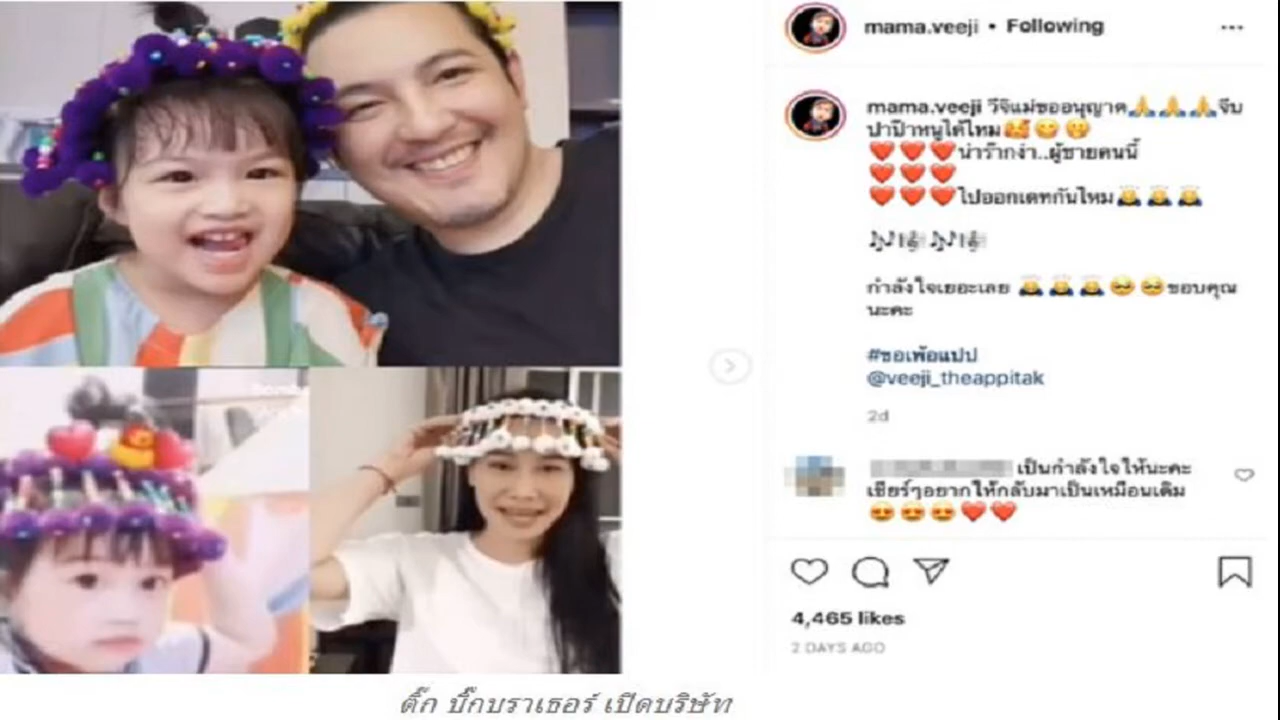 mama.veeji • Following
mama.veeji วีจิแม่ขออนุญาต🙏🙏🙏จีบ
ปาป๊าหนูได้ไหม🥰😊🤭
❤️❤️❤️น่าร๊ากง่า..ผู้ชายคนนี้
❤️❤️❤️
❤️❤️❤️ไปออกเดทกันไหม🙇🙇🙇
กำลังใจเยอะเลย 🙇🙇🙇🥺🥺ขอบคุณ
นะคะ
#ขอเพ้อแปป
@veeji_theappitak
2d
เป็นกำลังใจให้นะคะ
เชียร์ๆอยากให้กลับมาเป็นเหมือนเดิม
😍😍😍❤️❤️
4,465 likes
2 DAYS AGO
ติ๊ก บิ๊กบราเธอร์ เปิดบริษัท